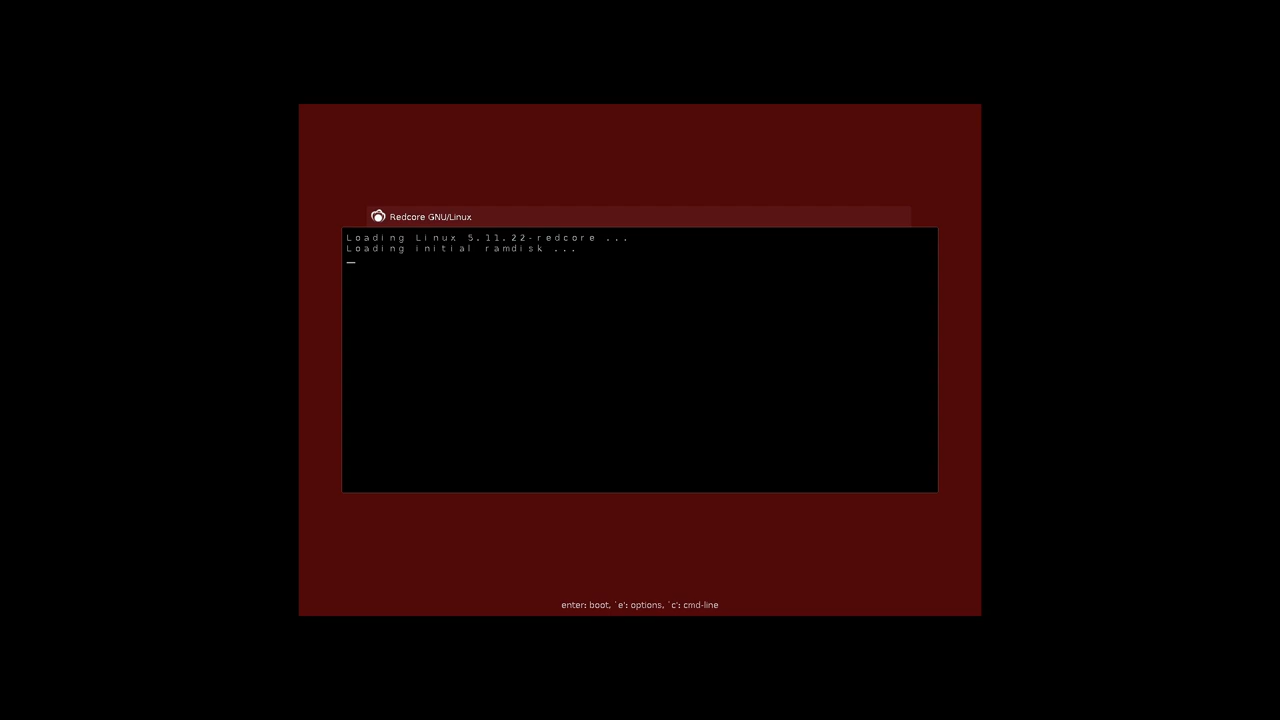 Redcore GNU/Linux
Loading Linux 5.11.22-redcore ...
Loading initial ramdisk ...
enter: boot, `e': options, `c': cmd-line